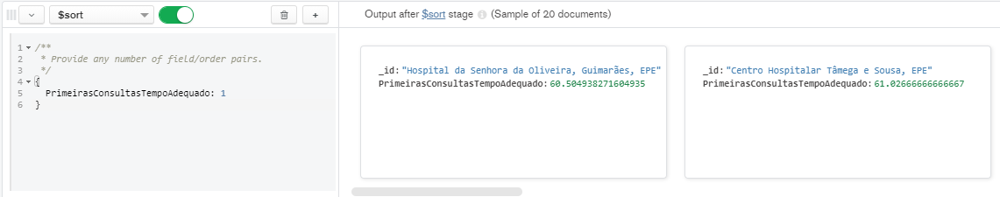 $sort
Output after $sort stage (Sample of 20 documents)
1 /**
2 * Provide any number of field/order pairs.
3 */
4 {
5 PrimeirasConsultasTempoAdequado: 1
6 }
_id:"Hospital da Senhora da Oliveira, Guimarães, EPE"
PrimeirasConsultasTempoAdequado:60.504938271604935
_id:"Centro Hospitalar Tâmega e Sousa, EPE"
PrimeirasConsultasTempoAdequado:61.02666666666667